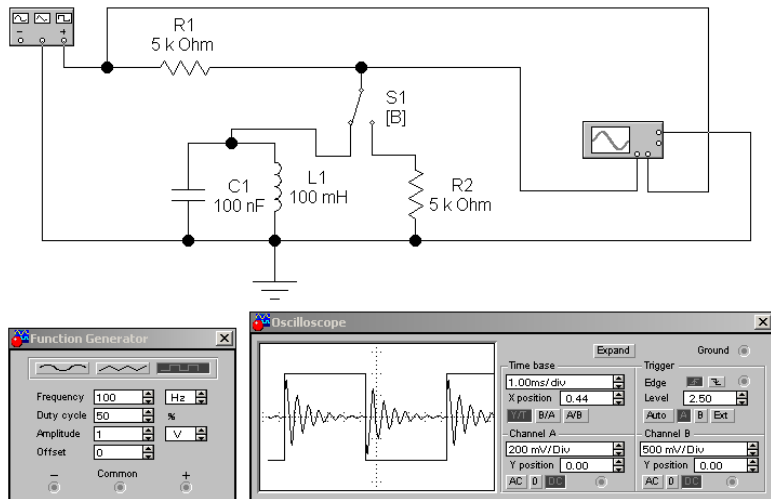 − +
R1
5 k Ohm
S1
[B]
C1
100 nF
L1
100 mH
R2
5 k Ohm
Function Generator
Frequency 100 Hz
Duty cycle 50 %
Amplitude 1 V
Offset 0
− Common +
Oscilloscope
Expand
Ground
Time base
1.00ms/div
X position 0.44
Y/T B/A A/B
Trigger
Edge
Level 2.50
Auto A B Ext
Channel A
200 mV/Div
Y position 0.00
AC 0 DC
Channel B
500 mV/Div
Y position 0.00
AC 0 DC